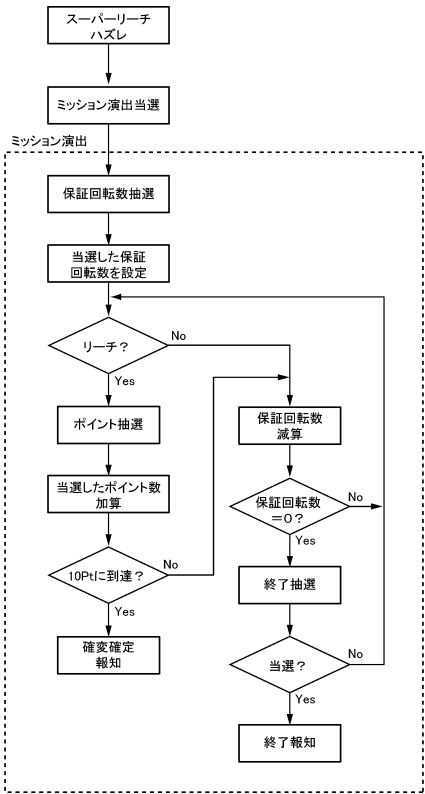 スーパーリーチ
ハズレ
ミッション演出当選
ミッション演出
保証回転数抽選
当選した保証
回転数を設定
リーチ？
No
Yes
ポイント抽選
当選したポイント数
加算
10Ptに到達？
No
Yes
確変確定
報知
保証回転数
減算
保証回転数
＝0？
No
Yes
終了抽選
当選？
No
Yes
終了報知